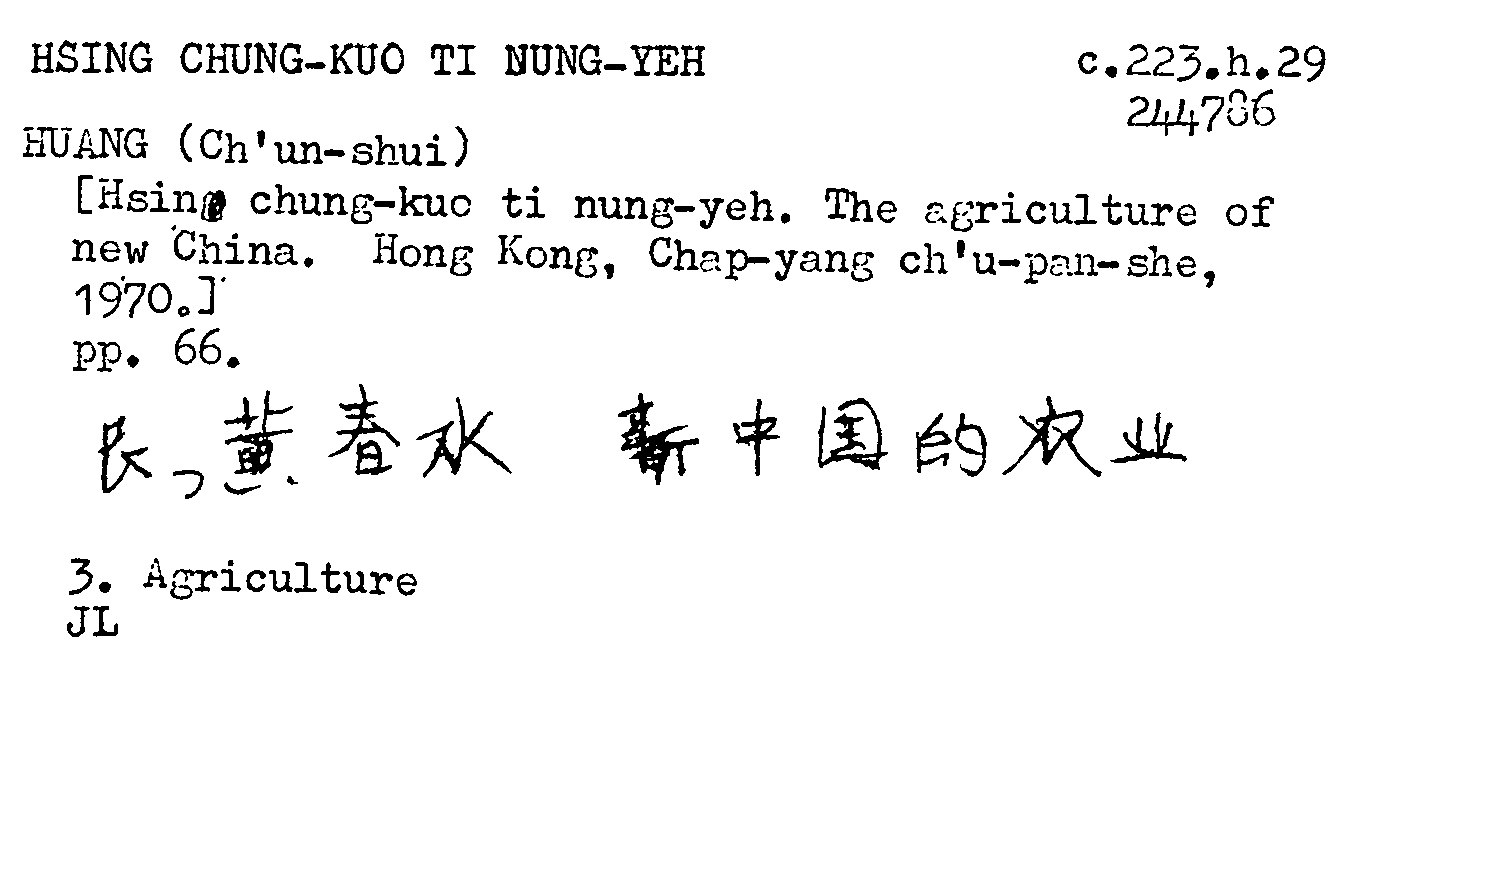 HSING CHUNG-KUO TI NUNG-YEH
c.223.h.29
244786
HUANG (Ch'un-shui)
[Hsing chung-kuo ti nung-yeh. The agriculture of
new China. Hong Kong, Chap-yang ch'u-pan-she,
1970.]
pp. 66.
黄春水 新中国的农业
3. Agriculture
JL